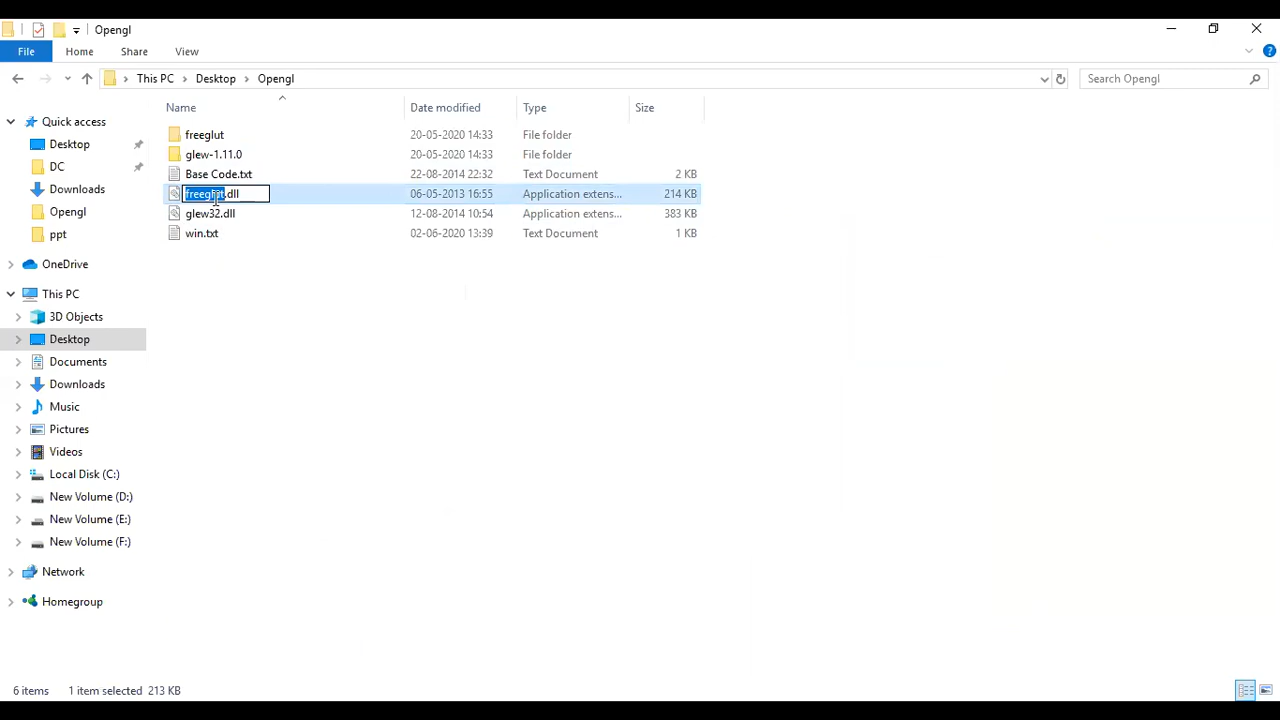 Opengl
File Home Share View
This PC Desktop Opengl Search Opengl
Name Date modified Type Size
Quick access
Desktop
DC
Downloads
Opengl
ppt
OneDrive
This PC
3D Objects
Desktop
Documents
Downloads
Music
Pictures
Videos
Local Disk (C:)
New Volume (D:)
New Volume (E:)
New Volume (F:)
Network
Homegroup
freeglut 20-05-2020 14:33 File folder
glew-1.11.0 20-05-2020 14:33 File folder
Base Code.txt 22-08-2014 22:32 Text Document 2 KB
freeglut.dll 06-05-2013 16:55 Application extens... 214 KB
glew32.dll 12-08-2014 10:54 Application extens... 383 KB
win.txt 02-06-2020 13:39 Text Document 1 KB
6 items 1 item selected 213 KB